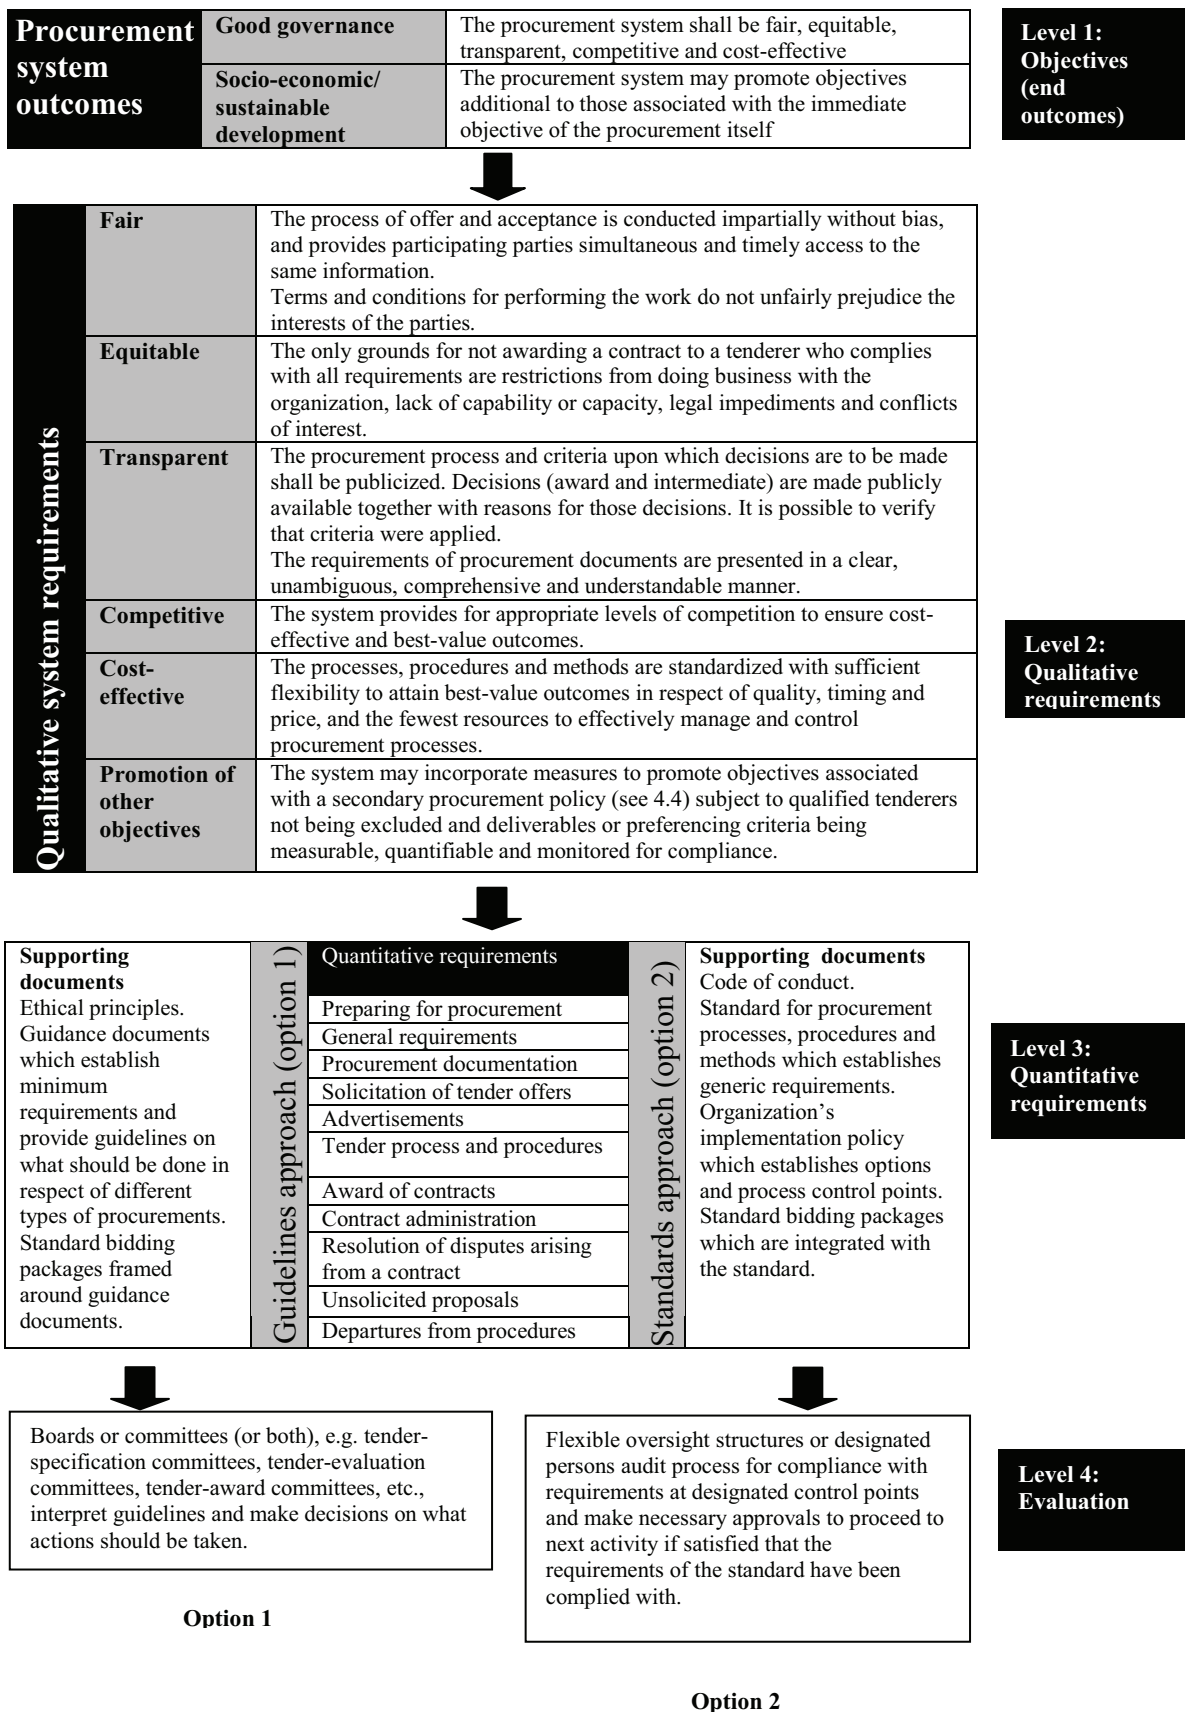 Procurement
system
outcomes
Good governance
The procurement system shall be fair, equitable,
transparent, competitive and cost-effective
Socio-economic/
sustainable
development
The procurement system may promote objectives
additional to those associated with the immediate
objective of the procurement itself
Level 1:
Objectives
(end
outcomes)
Qualitative system requirements
Fair
The process of offer and acceptance is conducted impartially without bias,
and provides participating parties simultaneous and timely access to the
same information.
Terms and conditions for performing the work do not unfairly prejudice the
interests of the parties.
Equitable
The only grounds for not awarding a contract to a tenderer who complies
with all requirements are restrictions from doing business with the
organization, lack of capability or capacity, legal impediments and conflicts
of interest.
Transparent
The procurement process and criteria upon which decisions are to be made
shall be publicized. Decisions (award and intermediate) are made publicly
available together with reasons for those decisions. It is possible to verify
that criteria were applied.
The requirements of procurement documents are presented in a clear,
unambiguous, comprehensive and understandable manner.
Competitive
The system provides for appropriate levels of competition to ensure cost-
effective and best-value outcomes.
Cost-
effective
The processes, procedures and methods are standardized with sufficient
flexibility to attain best-value outcomes in respect of quality, timing and
price, and the fewest resources to effectively manage and control
procurement processes.
Promotion of
other
objectives
The system may incorporate measures to promote objectives associated
with a secondary procurement policy (see 4.4) subject to qualified tenderers
not being excluded and deliverables or preferencing criteria being
measurable, quantifiable and monitored for compliance.
Level 2:
Qualitative
requirements
Supporting
documents
Ethical principles.
Guidance documents
which establish
minimum
requirements and
provide guidelines on
what should be done in
respect of different
types of procurements.
Standard bidding
packages framed
around guidance
documents.
Guidelines approach (option 1)
Quantitative requirements
Preparing for procurement
General requirements
Procurement documentation
Solicitation of tender offers
Advertisements
Tender process and procedures
Award of contracts
Contract administration
Resolution of disputes arising
from a contract
Unsolicited proposals
Departures from procedures
Standards approach (option 2)
Supporting documents
Code of conduct.
Standard for procurement
processes, procedures and
methods which establishes
generic requirements.
Organization’s
implementation policy
which establishes options
and process control points.
Standard bidding packages
which are integrated with
the standard.
Level 3:
Quantitative
requirements
Boards or committees (or both), e.g. tender-
specification committees, tender-evaluation
committees, tender-award committees, etc.,
interpret guidelines and make decisions on what
actions should be taken.
Option 1
Flexible oversight structures or designated
persons audit process for compliance with
requirements at designated control points
and make necessary approvals to proceed to
next activity if satisfied that the
requirements of the standard have been
complied with.
Option 2
Level 4:
Evaluation